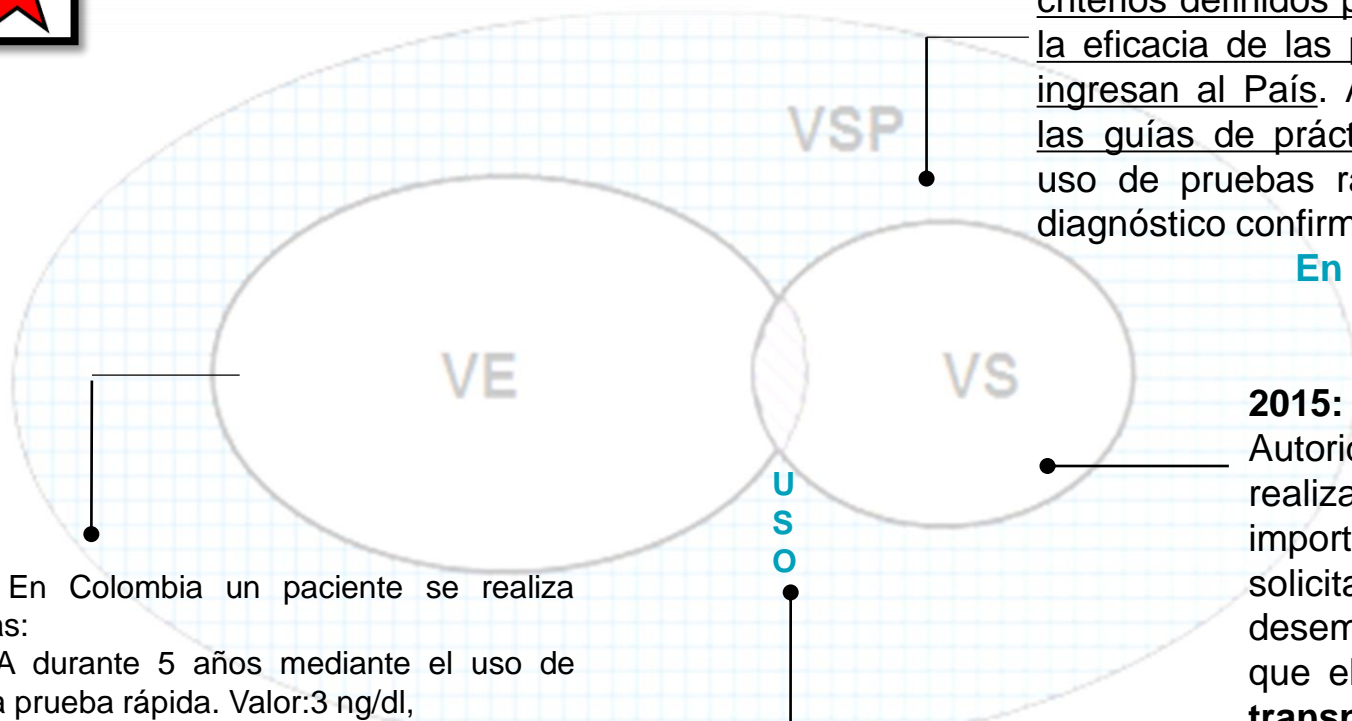 criterios definidos p
la eficacia de las p
ingresan al País. A
las guías de práct
uso de pruebas ra
diagnóstico confirm
En
VSP
VE
VS
2015:
Autorid
realiza
import
solicita
desem
que el
transp
U
S
O
En Colombia un paciente se realiza
as:
A durante 5 años mediante el uso de
a prueba rápida. Valor:3 ng/dl,